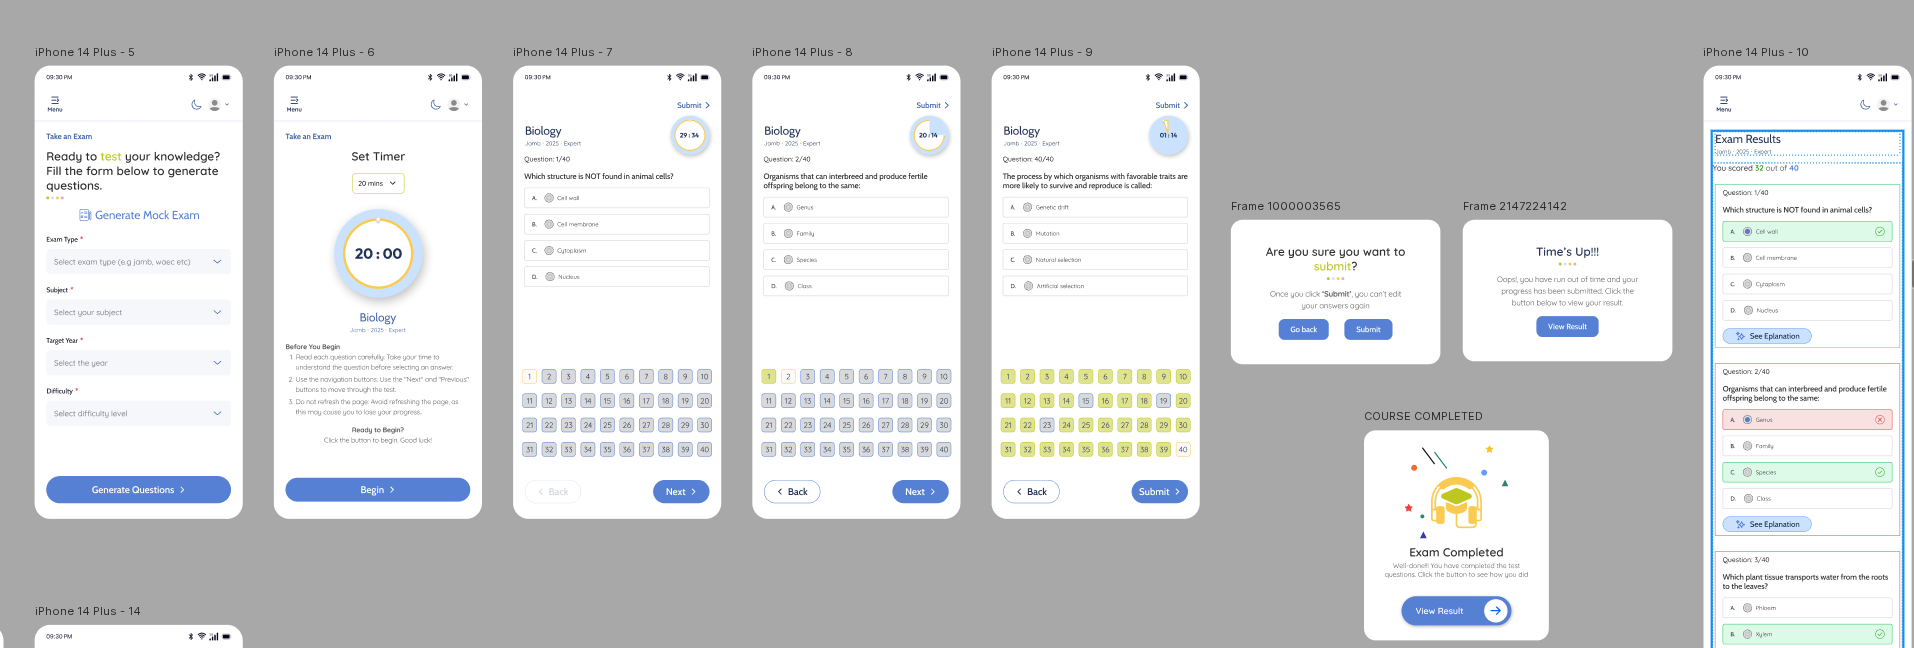 iPhone 14 Plus - 5
09:30 PM
Menu
Take an Exam
Ready to test your knowledge?
Fill the form below to generate
questions.
Generate Mock Exam
Exam Type *
Select exam type (e.g jamb, waec etc)
Subject *
Select your subject
Target Year *
Select the year
Difficulty *
Select difficulty level
Generate Questions
iPhone 14 Plus - 6
09:30 PM
Menu
Take an Exam
Set Timer
20 mins
20 : 00
Biology
Jamb · 2025 · Expert
Before You Begin
1. Read each question carefully: Take your time to
understand the question before selecting an answer.
2. Use the navigation buttons: Use the "Next" and "Previous"
buttons to move through the test.
3. Do not refresh the page: Avoid refreshing the page, as
this may cause you to lose your progress.
Ready to Begin?
Click the button to begin. Good luck!
Begin
iPhone 14 Plus - 7
09:30 PM
Submit
Biology
Jamb · 2025 · Expert
29 : 34
Question: 1/40
Which structure is NOT found in animal cells?
A. Cell wall
B. Cell membrane
C. Cytoplasm
D. Nucleus
1 2 3 4 5 6 7 8 9 10
11 12 13 14 15 16 17 18 19 20
21 22 23 24 25 26 27 28 29 30
31 32 33 34 35 36 37 38 39 40
Back
Next
iPhone 14 Plus - 8
09:30 PM
Submit
Biology
Jamb · 2025 · Expert
20 : 14
Question: 2/40
Organisms that can interbreed and produce fertile
offspring belong to the same:
A. Genus
B. Family
C. Species
D. Class
1 2 3 4 5 6 7 8 9 10
11 12 13 14 15 16 17 18 19 20
21 22 23 24 25 26 27 28 29 30
31 32 33 34 35 36 37 38 39 40
Back
Next
iPhone 14 Plus - 9
09:30 PM
Submit
Biology
Jamb · 2025 · Expert
01 : 14
Question: 40/40
The process by which organisms with favorable traits are
more likely to survive and reproduce is called:
A. Genetic drift
B. Mutation
C. Natural selection
D. Artificial selection
1 2 3 4 5 6 7 8 9 10
11 12 13 14 15 16 17 18 19 20
21 22 23 24 25 26 27 28 29 30
31 32 33 34 35 36 37 38 39 40
Back
Submit
Frame 1000003565
Are you sure you want to
submit?
Once you click "Submit", you can't edit
your answers again
Go back
Submit
Frame 2147224142
Time's Up!!!
Oops!, you have run out of time and your
progress has been submitted. Click the
button below to view your result.
View Result
COURSE COMPLETED
Exam Completed
Well-done!! You have completed the test
questions. Click the button to see how you did
View Result
iPhone 14 Plus - 10
09:30 PM
Menu
Exam Results
Jamb · 2025 · Expert
You scored 32 out of 40
Question: 1/40
Which structure is NOT found in animal cells?
A. Cell wall
B. Cell membrane
C. Cytoplasm
D. Nucleus
See Eplanation
Question: 2/40
Organisms that can interbreed and produce fertile
offspring belong to the same:
A. Genus
B. Family
C. Species
D. Class
See Eplanation
Question: 3/40
Which plant tissue transports water from the roots
to the leaves?
A. Phloem
B. Xylem
iPhone 14 Plus - 14
09:30 PM